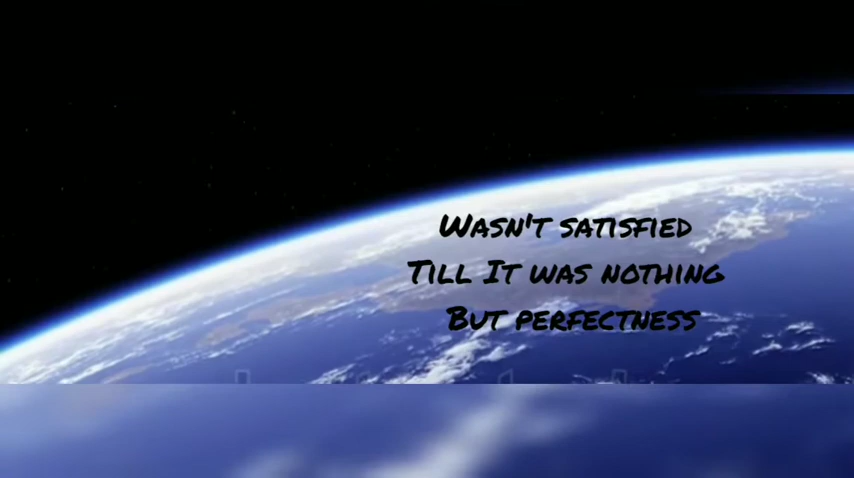 Wasn't satisfied
Till It was nothing
But perfectness